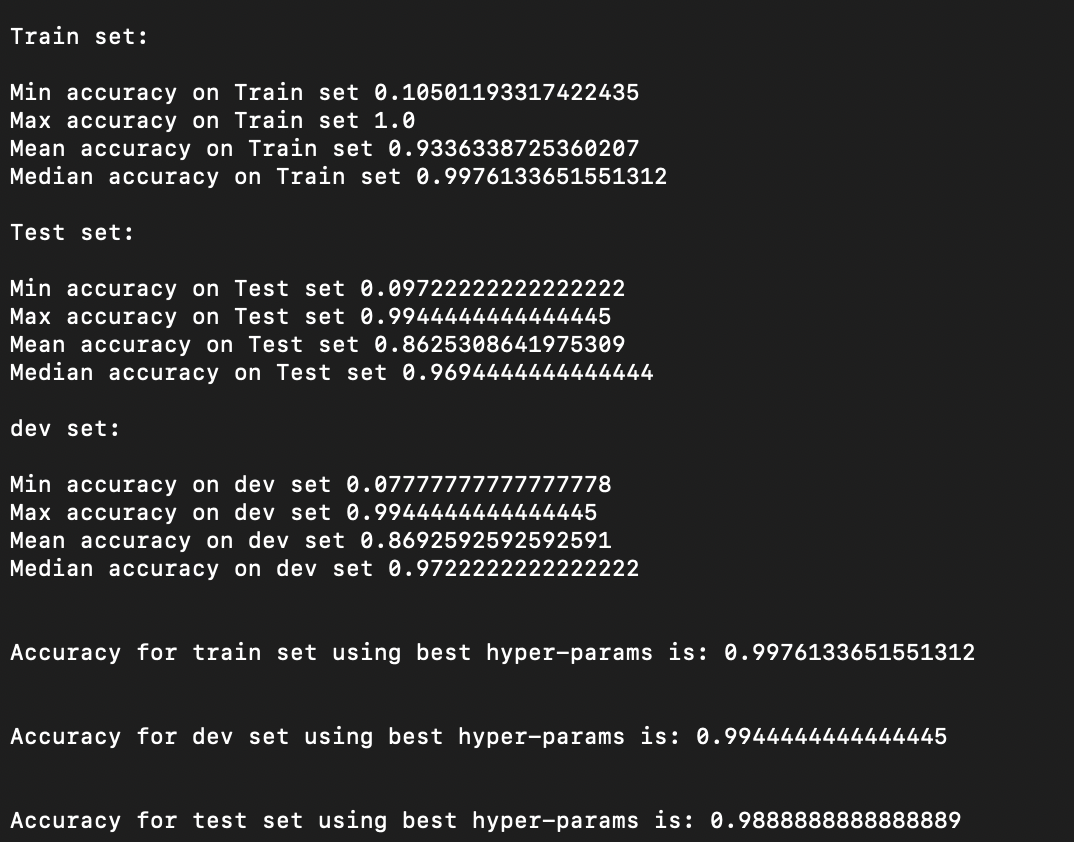 Train set:
Min accuracy on Train set 0.10501193317422435
Max accuracy on Train set 1.0
Mean accuracy on Train set 0.9336338725360207
Median accuracy on Train set 0.9976133651551312
Test set:
Min accuracy on Test set 0.09722222222222222
Max accuracy on Test set 0.9944444444444445
Mean accuracy on Test set 0.8625308641975309
Median accuracy on Test set 0.9694444444444444
dev set:
Min accuracy on dev set 0.07777777777777778
Max accuracy on dev set 0.9944444444444445
Mean accuracy on dev set 0.8692592592592591
Median accuracy on dev set 0.9722222222222222
Accuracy for train set using best hyper-params is: 0.9976133651551312
Accuracy for dev set using best hyper-params is: 0.9944444444444445
Accuracy for test set using best hyper-params is: 0.9888888888888889